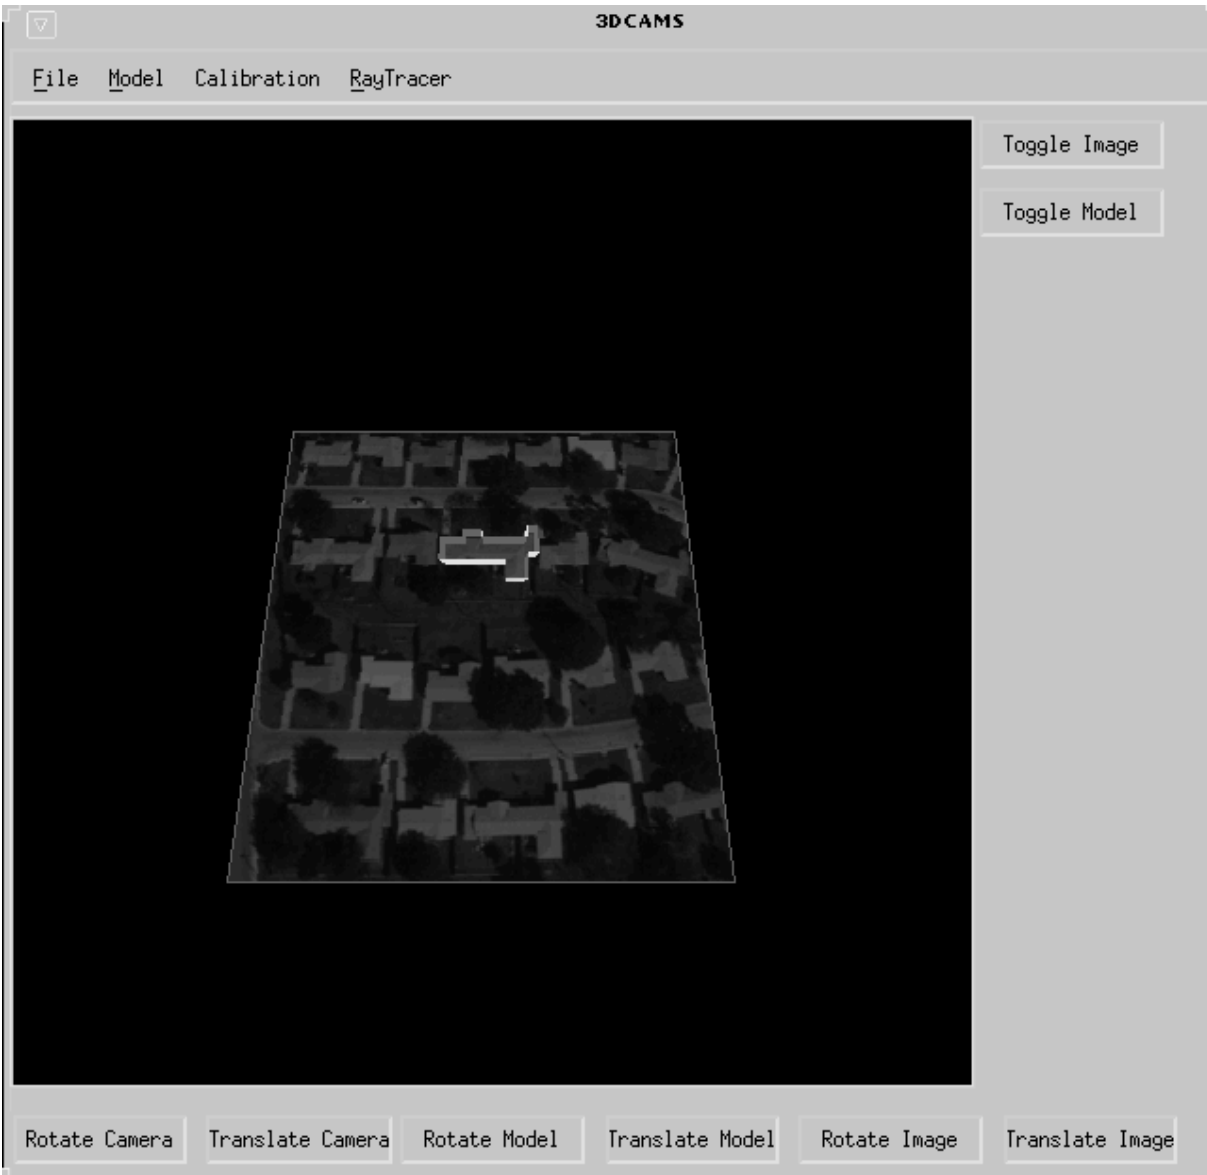 3DCAMS
File Model Calibration RayTracer
Toggle Image
Toggle Model
Rotate Camera Translate Camera Rotate Model Translate Model Rotate Image Translate Image